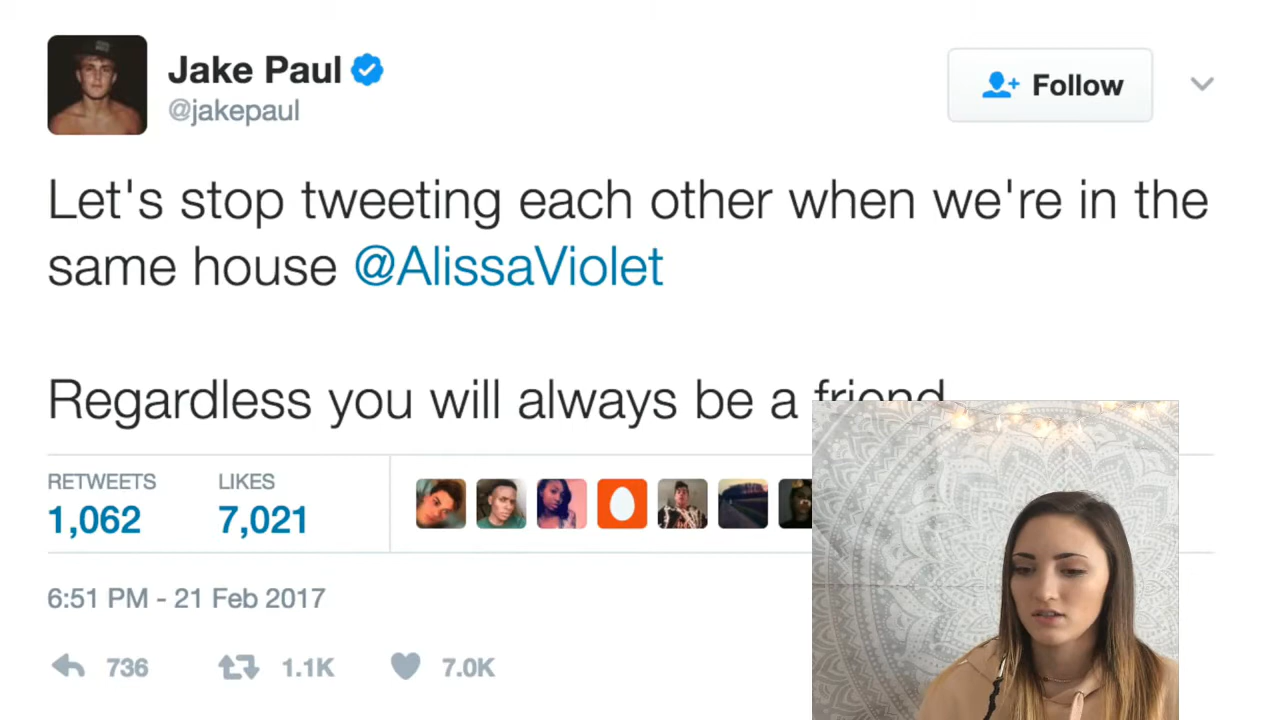 Jake Paul
@jakepaul
Follow
Let's stop tweeting each other when we're in the
same house @AlissaViolet
Regardless you will always be a friend
RETWEETS LIKES
1,062 7,021
6:51 PM - 21 Feb 2017
736 1.1K 7.0K